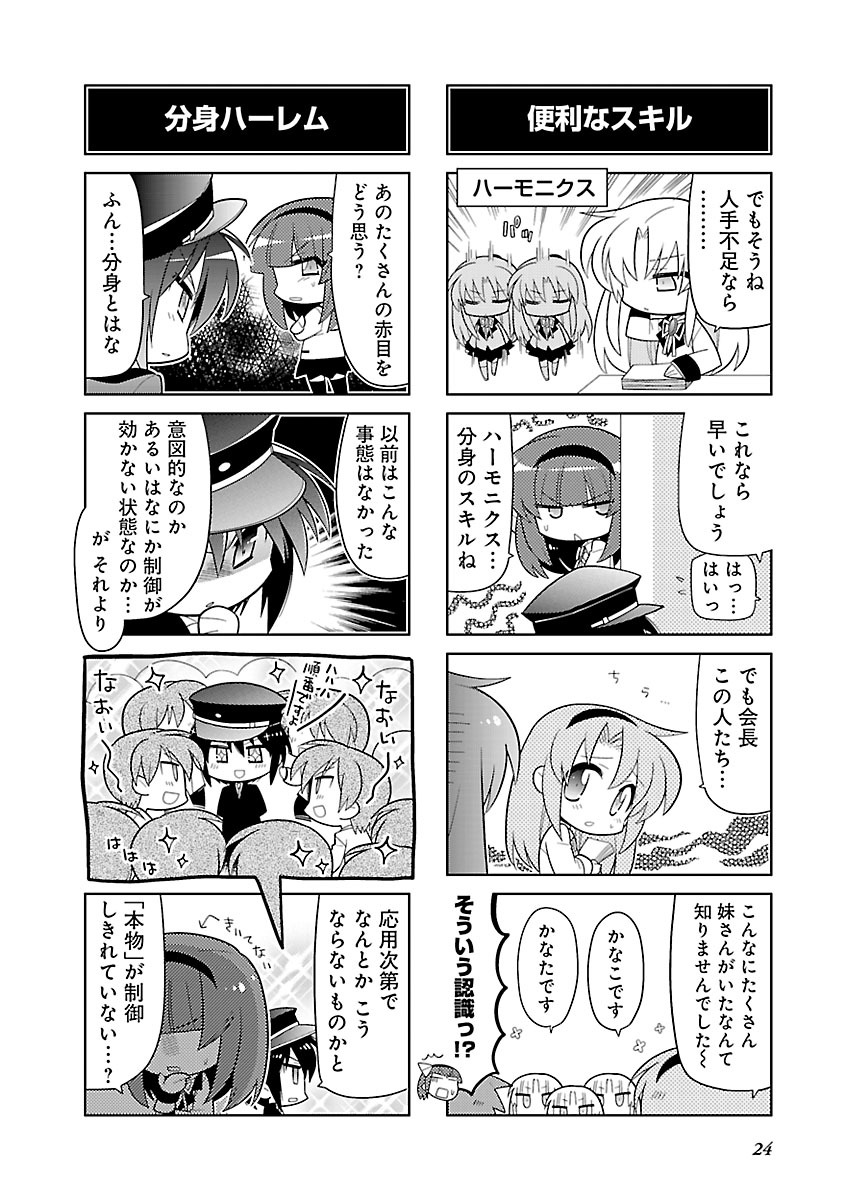 便利なスキル
でもそうね
人手不足なら
………
ハーモニクス
パッ
これなら
早いでしょう
はっ…
はいっ
ハーモニクス…
分身のスキルね
でも会長
この人たち…
ちら…
こんなにたくさん
妹さんがいたなんて
知りませんでした〜
かなこです
かなたです
そういう認識っ!?
分身ハーレム
あのたくさんの赤目を
どう思う?
ふん…分身とはな
以前はこんな
事態はなかった
意図的なのか
あるいはなにか制御が
効かない状態なのか…
が それより
なおい
ハハハ
順番ですよ
なおい
ははは
応用次第で
なんとか こう
ならないものかと
きいてない
「本物」が制御
しきれていない…?
24